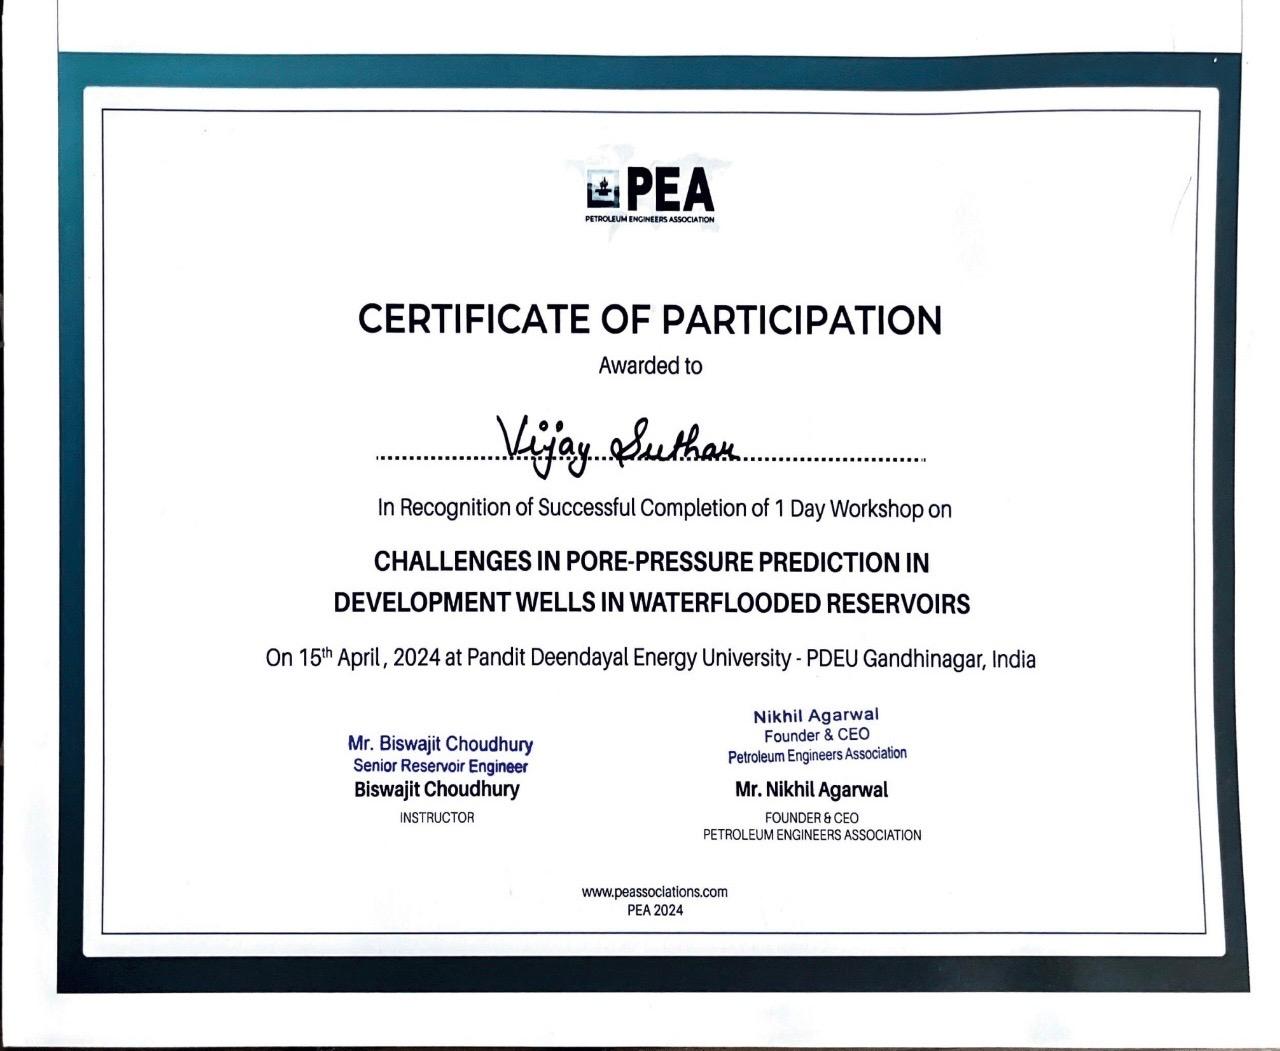 PEA
PETROLEUM ENGINEERS ASSOCIATION
CERTIFICATE OF PARTICIPATION
Awarded to
Vijay Suthar
In Recognition of Successful Completion of 1 Day Workshop on
CHALLENGES IN PORE-PRESSURE PREDICTION IN
DEVELOPMENT WELLS IN WATERFLOODED RESERVOIRS
On 15th April, 2024 at Pandit Deendayal Energy University - PDEU Gandhinagar, India
Mr. Biswajit Choudhury
Senior Reservoir Engineer
Biswajit Choudhury
INSTRUCTOR
Nikhil Agarwal
Founder & CEO
Petroleum Engineers Association
Mr. Nikhil Agarwal
FOUNDER & CEO
PETROLEUM ENGINEERS ASSOCIATION
www.peassociations.com
PEA 2024